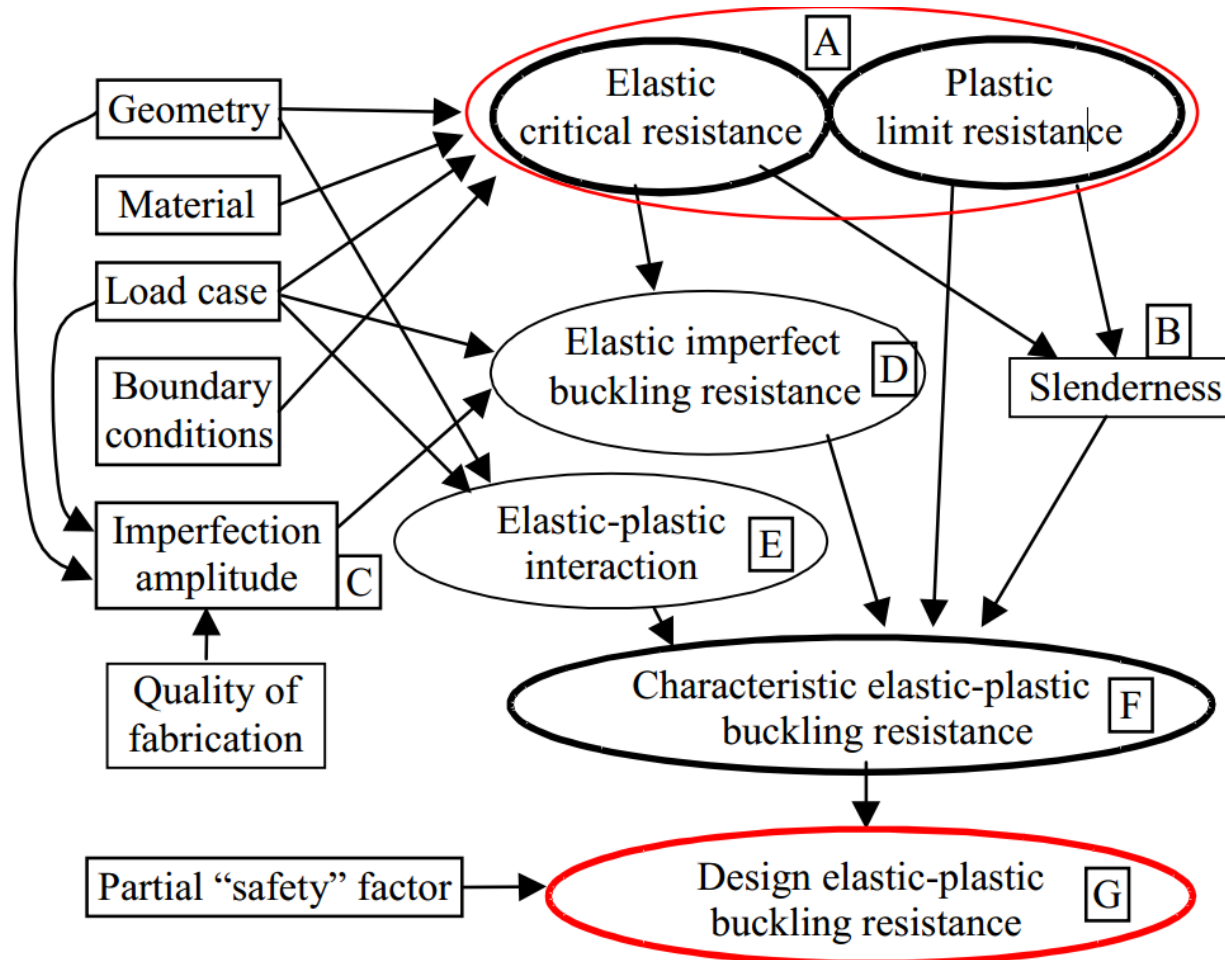 A
Elastic
critical resistance
Plastic
limit resistance
Geometry
Material
Load case
Boundary
conditions
B
Slenderness
Elastic imperfect
buckling resistance
D
Imperfection
amplitude
C
Elastic-plastic
interaction
E
Quality of
fabrication
Characteristic elastic-plastic
buckling resistance
F
Partial “safety” factor
Design elastic-plastic
buckling resistance
G